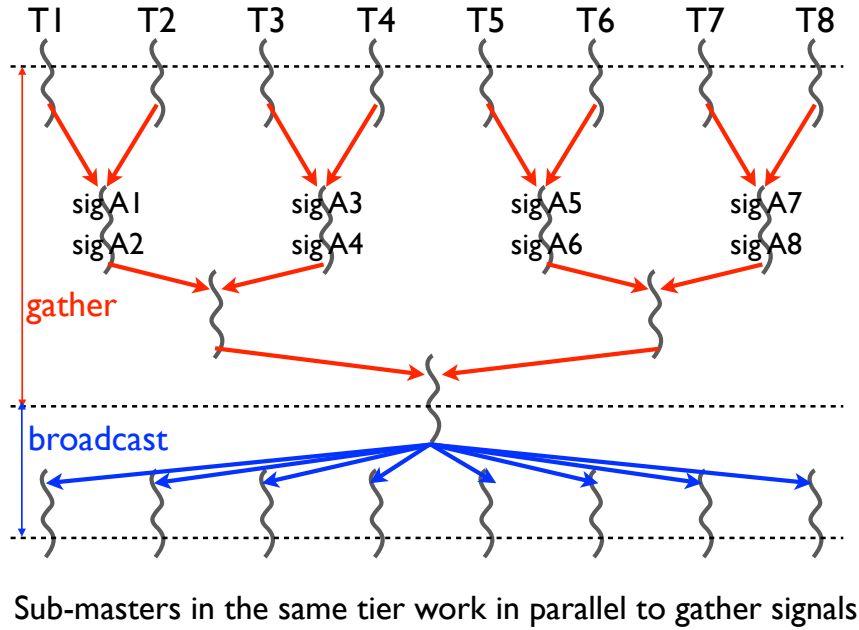 T1 T2 T3 T4 T5 T6 T7 T8
sig A1 sig A3 sig A5 sig A7
sig A2 sig A4 sig A6 sig A8
gather
broadcast
Sub-masters in the same tier work in parallel to gather signals